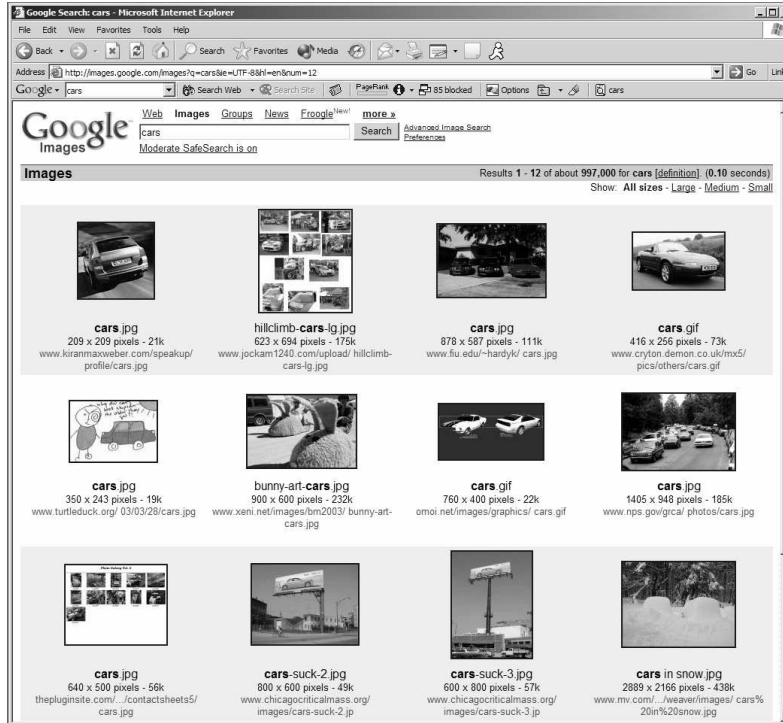 Google Search: cars - Microsoft Internet Explorer
File Edit View Favorites Tools Help
Back Search Favorites Media
Address http://images.google.com/images?q=cars&ie=UTF-8&hl=en&num=12 Go Link
Google cars Search Web Search Site PageRank 85 blocked Options cars
Web Images Groups News Froogle New! more »
Google Images
cars Search Advanced Image Search
Preferences
Moderate SafeSearch is on
Images Results 1 - 12 of about 997,000 for cars [definition]. (0.10 seconds)
Show: All sizes - Large - Medium - Small
cars.jpg hillclimb-cars-lg.jpg cars.jpg cars.gif
209 x 209 pixels - 21k 623 x 694 pixels - 175k 878 x 587 pixels - 111k 416 x 256 pixels - 73k
www.kiranmaxweber.com/speakup/ www.jockam1240.com/upload/ hillclimb- www.fiu.edu/~hardyk/ cars.jpg www.cryton.demon.co.uk/mx5/
profile/cars.jpg cars-lg.jpg pics/others/cars.gif
cars.jpg bunny-art-cars.jpg cars.gif cars.jpg
350 x 243 pixels - 19k 900 x 600 pixels - 232k 760 x 400 pixels - 22k 1405 x 948 pixels - 185k
www.turtleduck.org/ 03/03/28/cars.jpg www.xeni.net/images/bm2003/ bunny-art- omoi.net/images/graphics/ cars.gif www.nps.gov/grca/ photos/cars.jpg
cars.jpg
cars.jpg cars-suck-2.jpg cars-suck-3.jpg cars in snow.jpg
640 x 500 pixels - 56k 800 x 600 pixels - 49k 600 x 800 pixels - 57k 2889 x 2166 pixels - 438k
thepluginsite.com/.../contactsheets5/ www.chicagocriticalmass.org/ www.chicagocriticalmass.org/ www.mv.com/.../weaver/images/ cars%
cars.jpg images/cars-suck-2.jp images/cars-suck-3.jp 20in%20snow.jpg